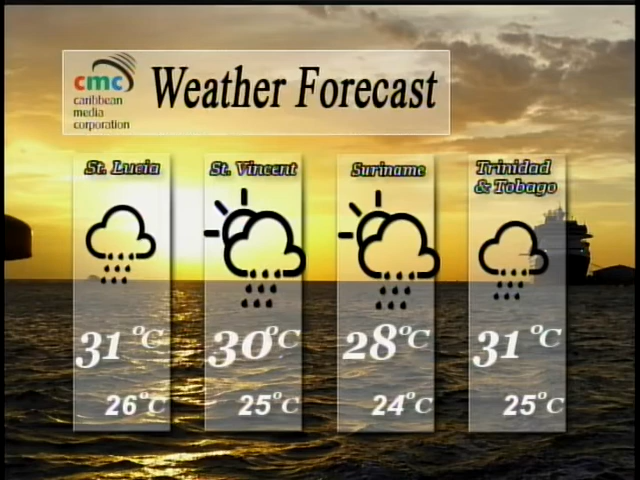 cmc
caribbean
media
corporation
Weather Forecast
St. Lucia
St. Vincent
Suriname
Trinidad
& Tobago
31°C
30°C
28°C
31°C
26°C
25°C
24°C
25°C